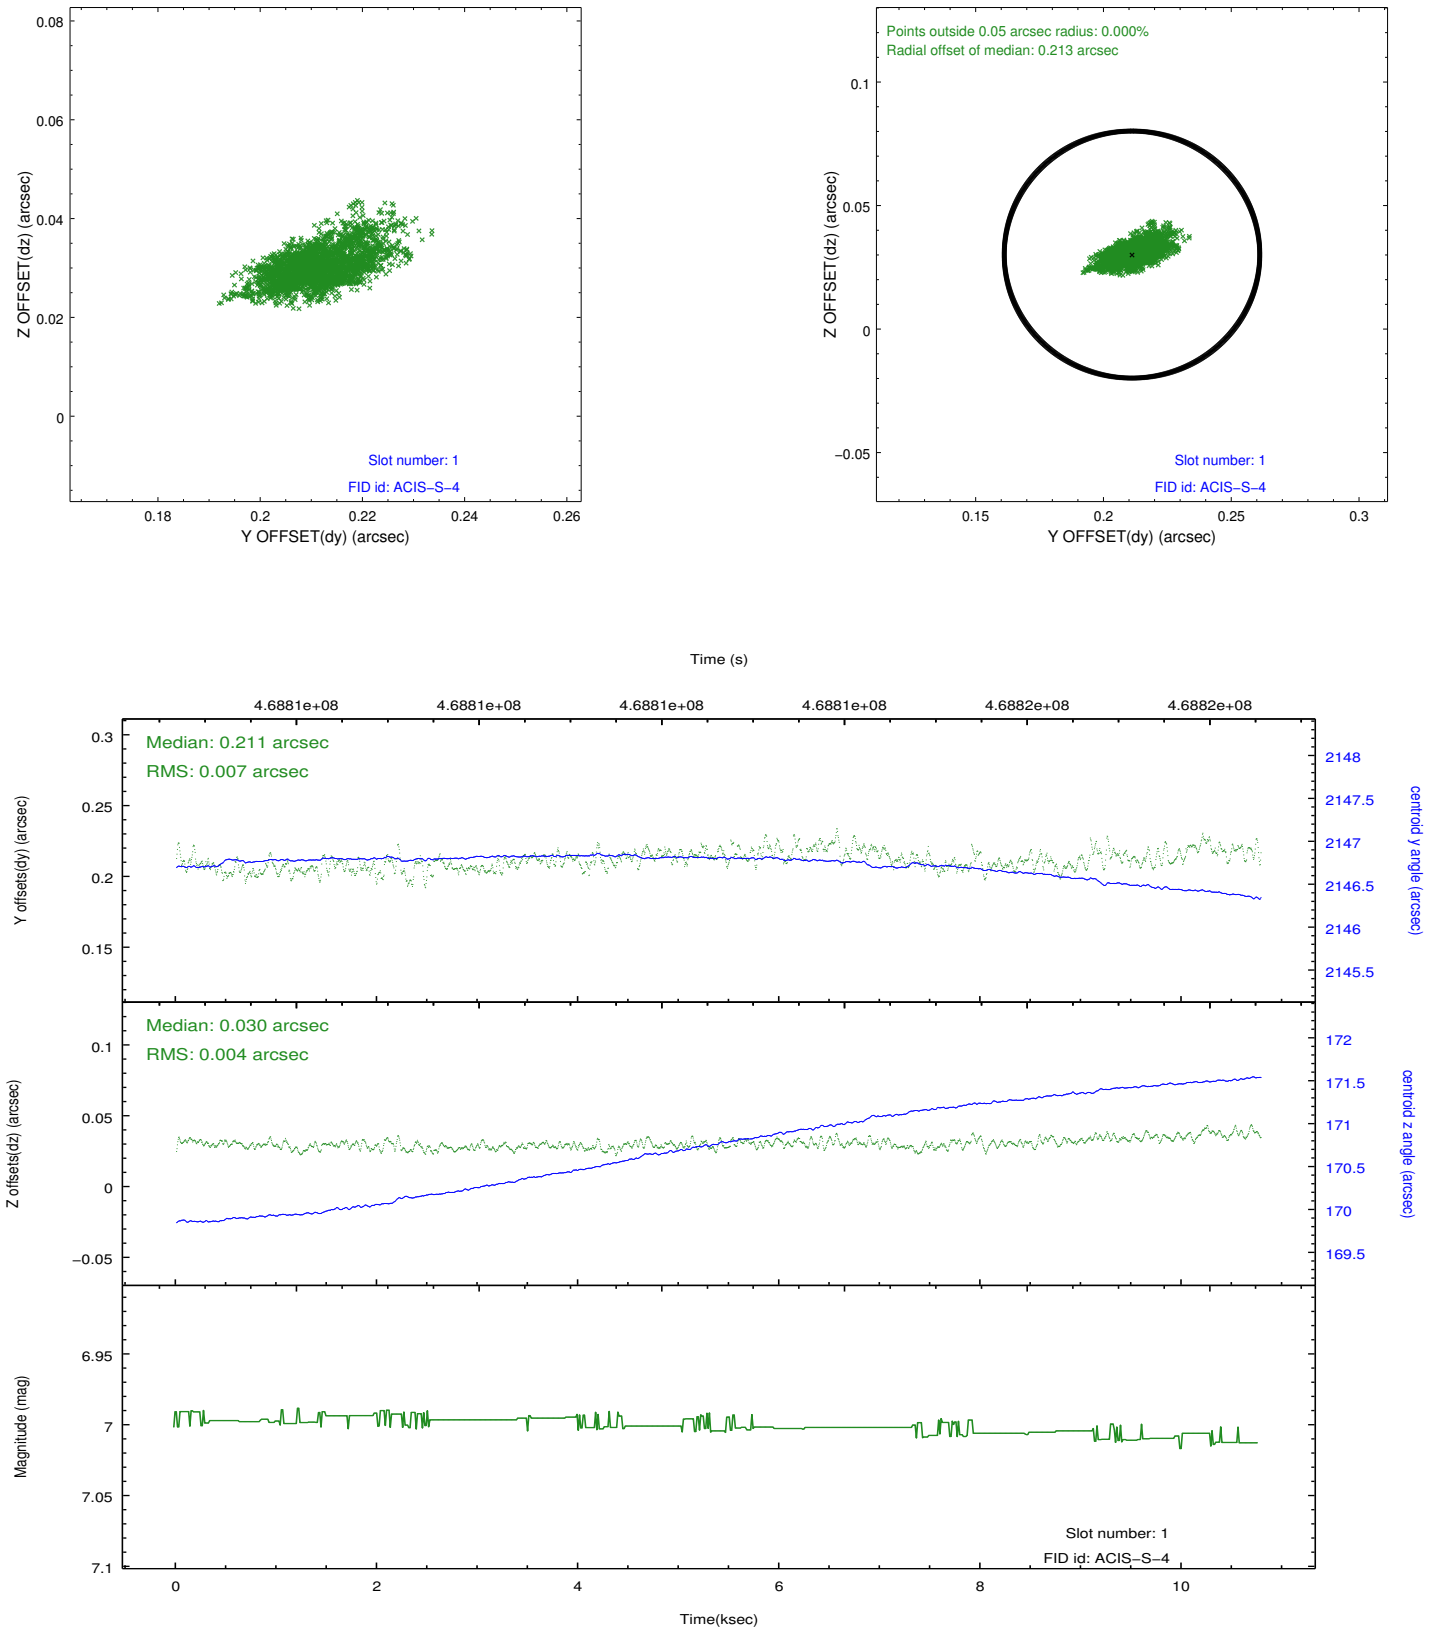 0.08
0.06
0.04
0.02
0
Z OFFSET(dz) (arcsec)
Slot number: 1
FID id: ACIS−S−4
0.18 0.2 0.22 0.24 0.26
Y OFFSET(dy) (arcsec)
Points outside 0.05 arcsec radius: 0.000%
Radial offset of median: 0.213 arcsec
0.1
0.05
0
−0.05
Z OFFSET(dz) (arcsec)
Slot number: 1
FID id: ACIS−S−4
0.15 0.2 0.25 0.3
Y OFFSET(dy) (arcsec)
Time (s)
4.6881e+08 4.6881e+08 4.6881e+08 4.6881e+08 4.6882e+08 4.6882e+08
Median: 0.211 arcsec
RMS: 0.007 arcsec
0.3
0.25
0.2
0.15
Y offsets(dy) (arcsec)
2148
2147.5
2147
2146.5
2146
2145.5
centroid y angle (arcsec)
Median: 0.030 arcsec
RMS: 0.004 arcsec
0.1
0.05
0
−0.05
Z offsets(dz) (arcsec)
172
171.5
171
170.5
170
169.5
centroid z angle (arcsec)
6.95
7
7.05
7.1
Magnitude (mag)
Slot number: 1
FID id: ACIS−S−4
0 2 4 6 8 10
Time(ksec)